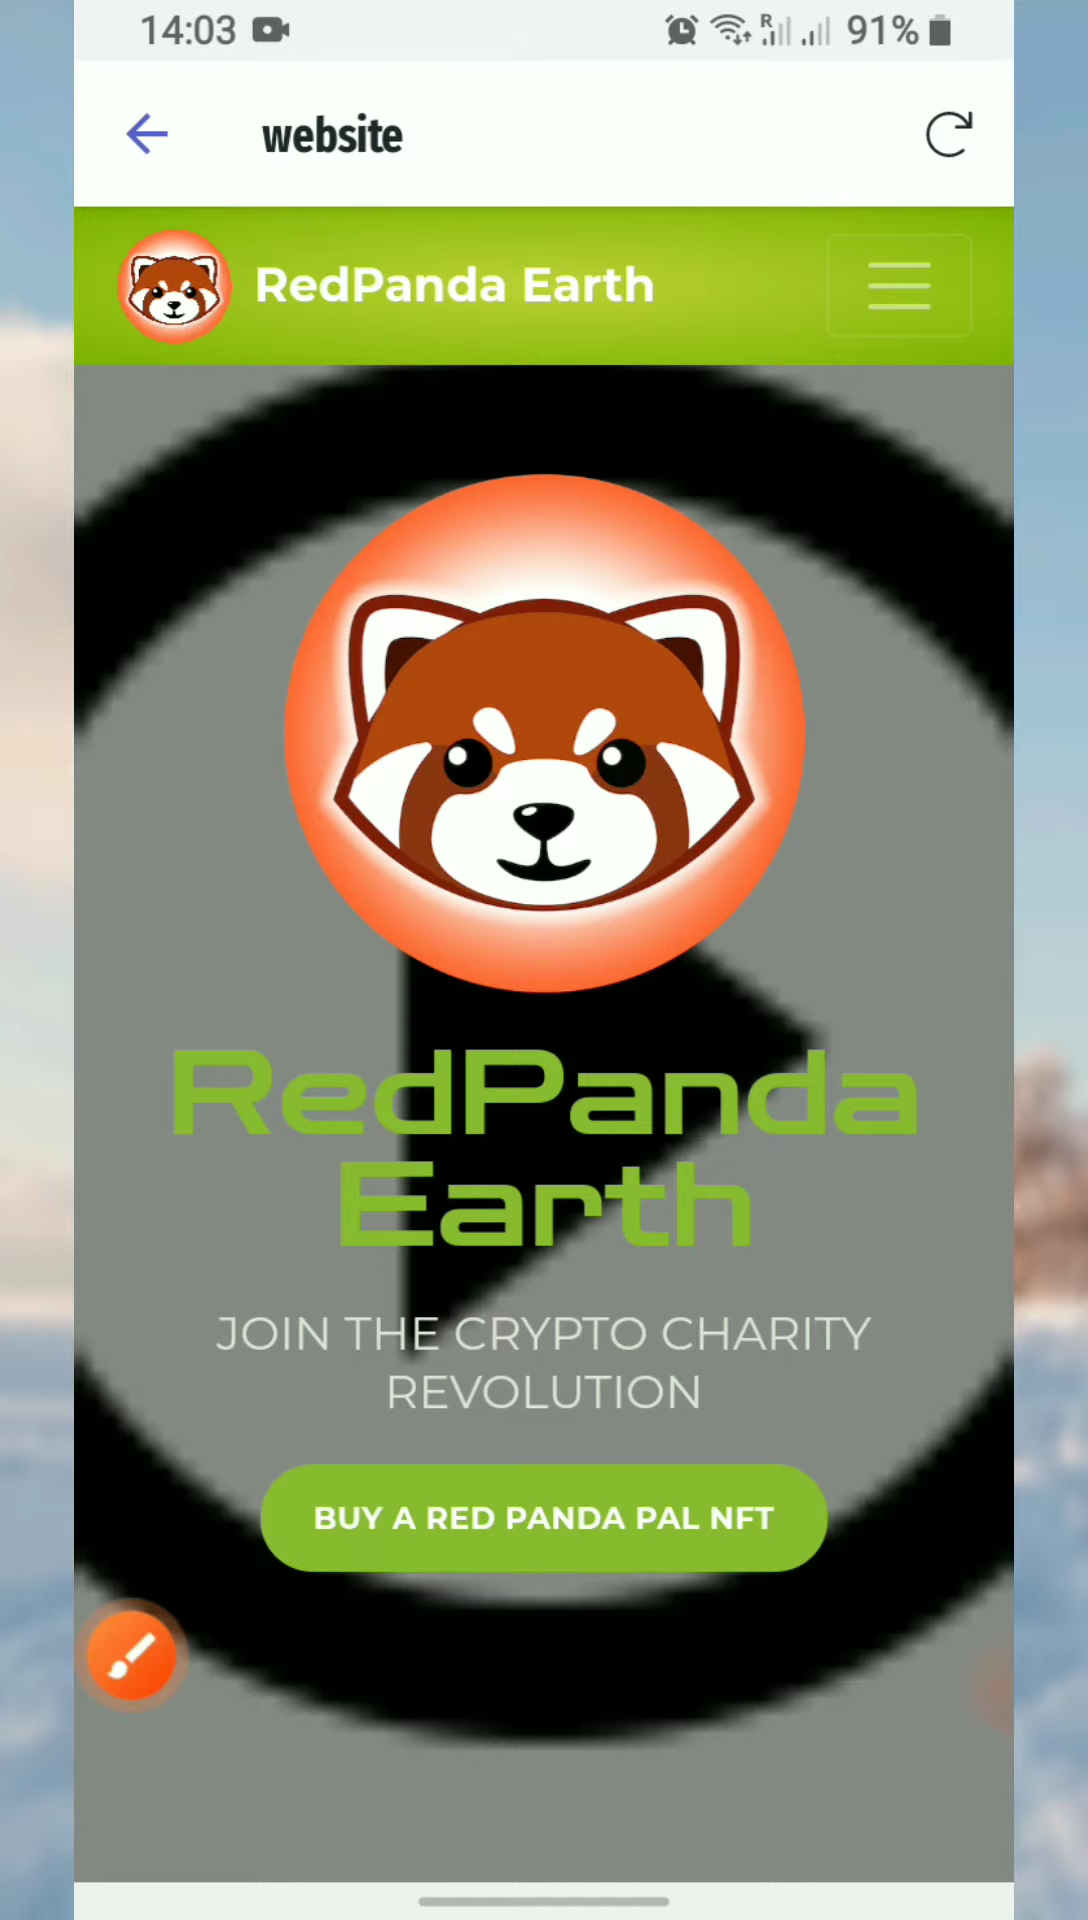 14:03 R 91%
website
RedPanda Earth
RedPanda
Earth
JOIN THE CRYPTO CHARITY
REVOLUTION
BUY A RED PANDA PAL NFT